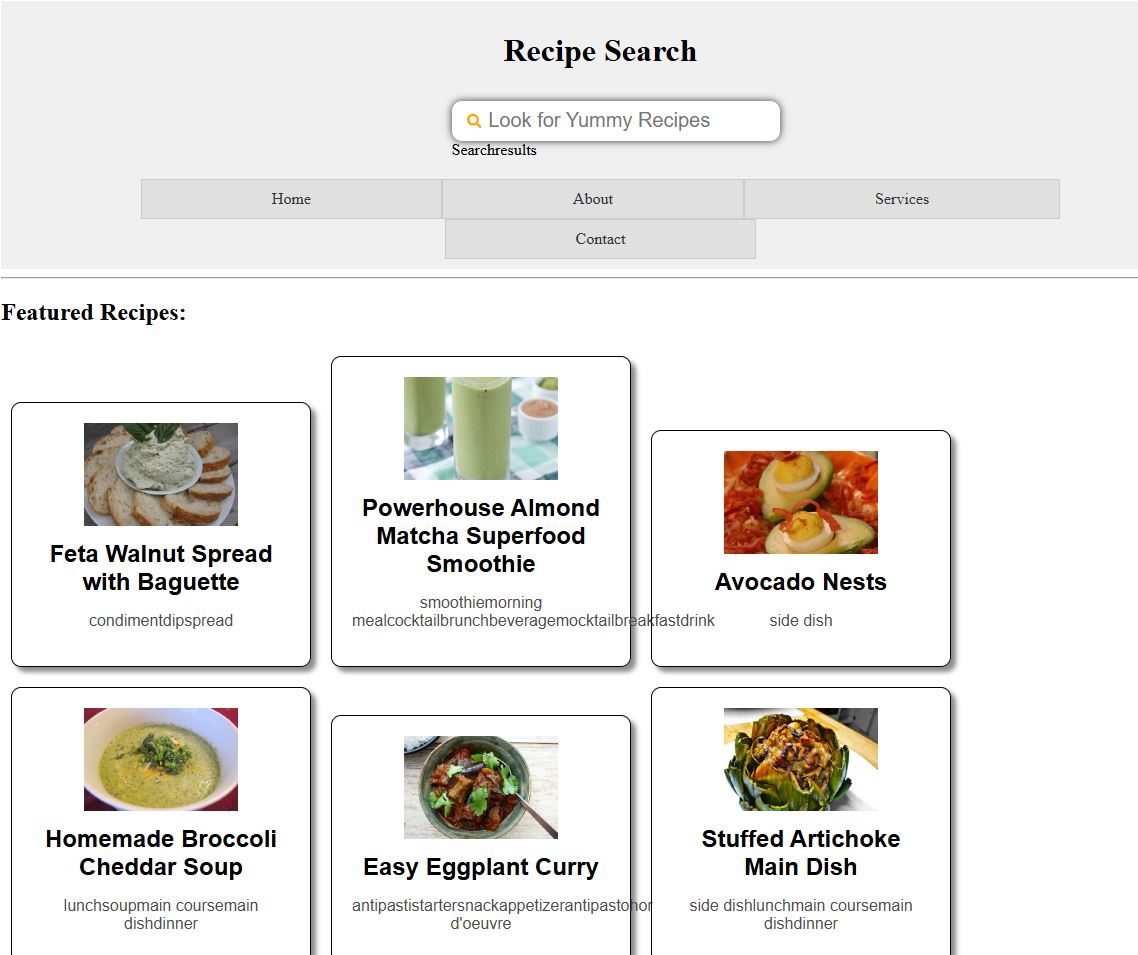 Recipe Search
Look for Yummy Recipes
Searchresults
Home
About
Services
Contact
Featured Recipes:
Feta Walnut Spread
with Baguette
condimentdipspread
Powerhouse Almond
Matcha Superfood
Smoothie
smoothiemorning
mealcocktailbrunchbeveragemocktailbreakfastdrink
Avocado Nests
side dish
Homemade Broccoli
Cheddar Soup
lunchsoupmain coursemain
dishdinner
Easy Eggplant Curry
antipastistartersnackappetizerantipastohor
d'oeuvre
Stuffed Artichoke
Main Dish
side dishlunchmain coursemain
dishdinner